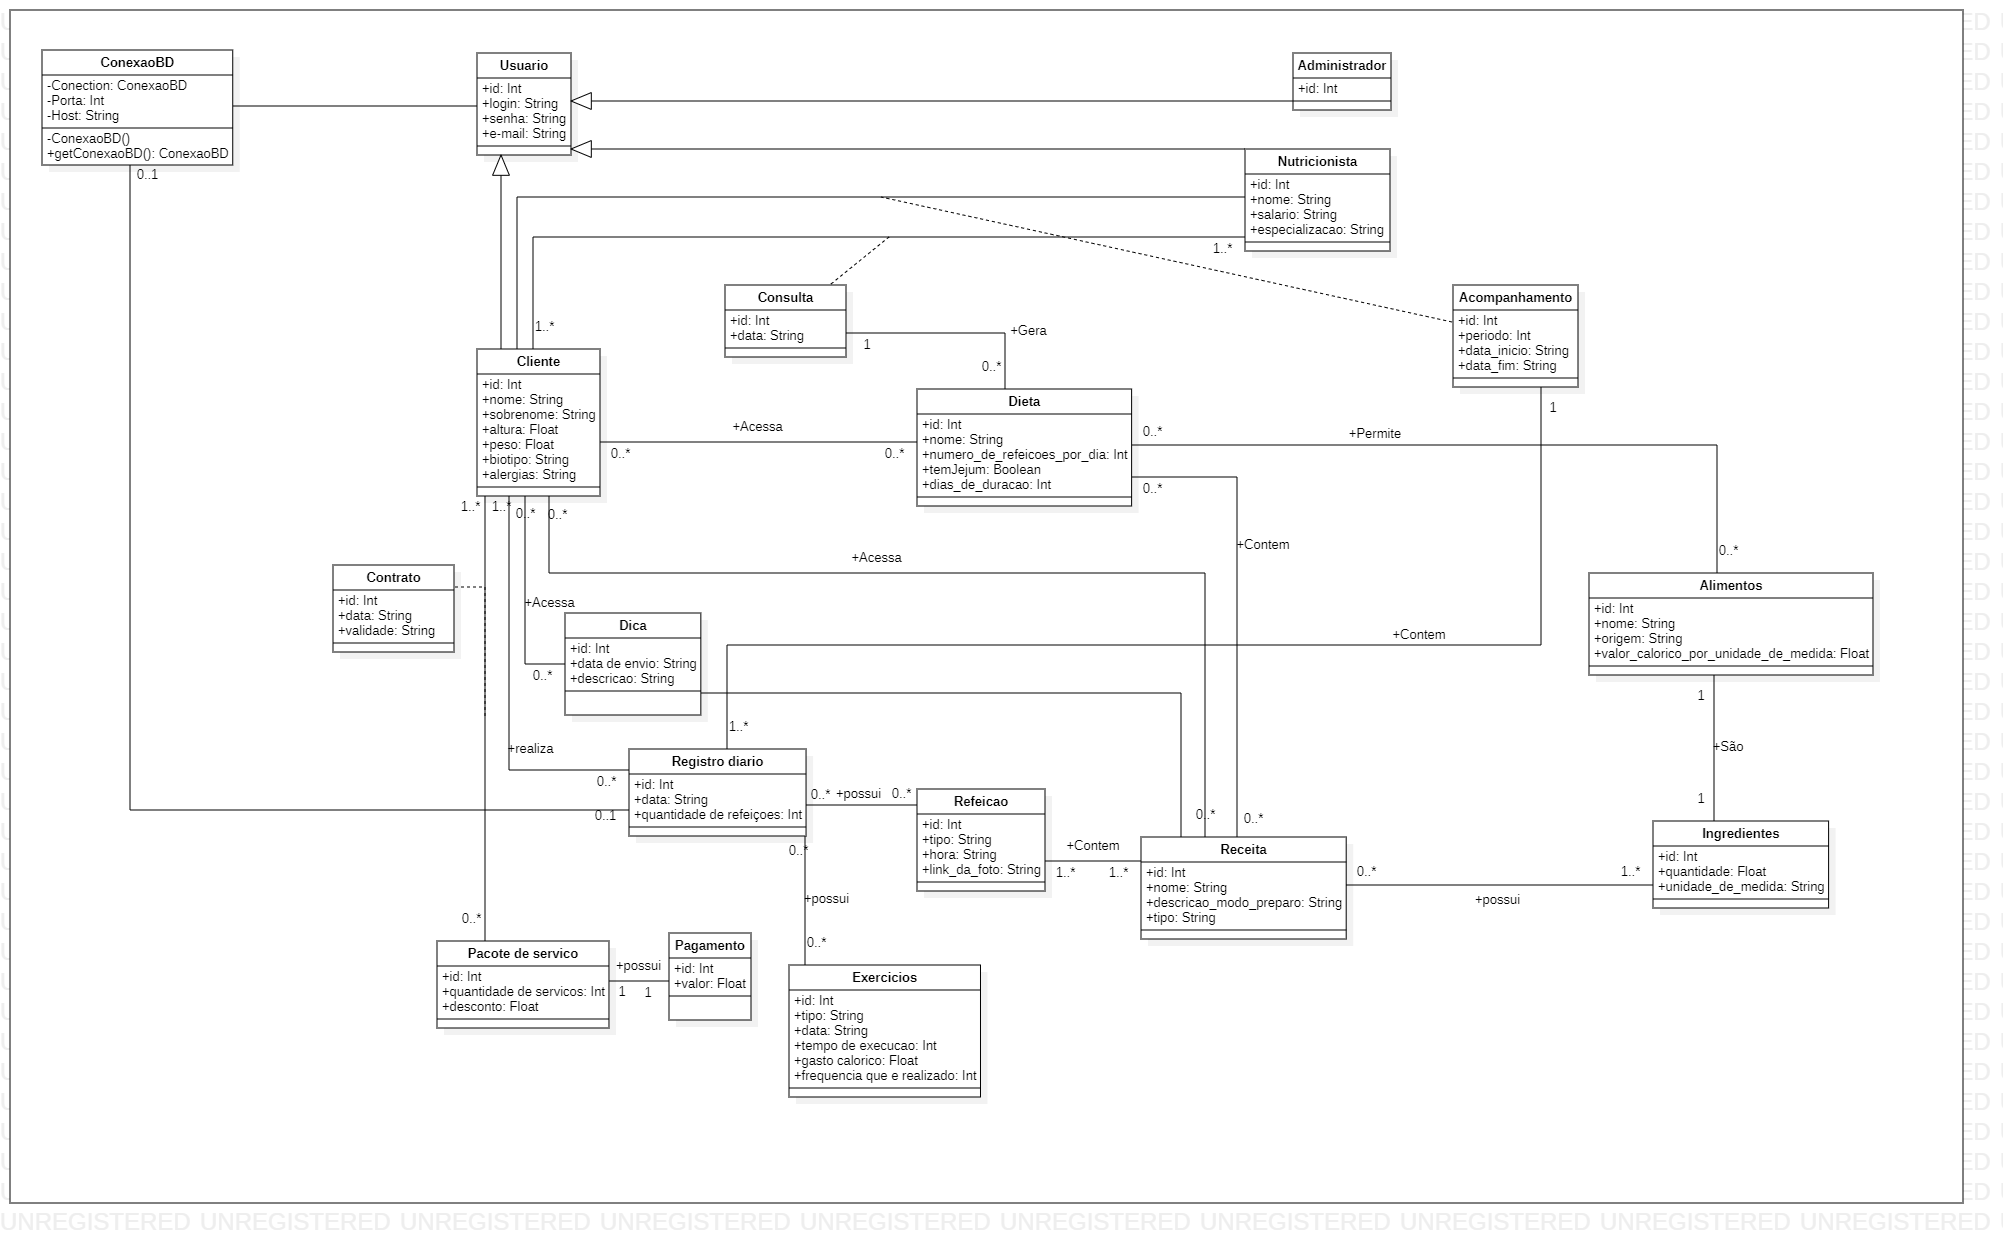 ConexaoBD
-Conection: ConexaoBD
-Porta: Int
-Host: String
-ConexaoBD()
+getConexaoBD(): ConexaoBD
0..1
Usuario
+id: Int
+login: String
+senha: String
+e-mail: String
Administrador
+id: Int
Nutricionista
+id: Int
+nome: String
+salario: String
+especializacao: String
1..*
1..*
Consulta
+id: Int
+data: String
1
+Gera
0..*
Acompanhamento
+id: Int
+periodo: Int
+data_inicio: String
+data_fim: String
1
Cliente
+id: Int
+nome: String
+sobrenome: String
+altura: Float
+peso: Float
+biotipo: String
+alergias: String
+Acessa
0..*
0..*
Dieta
+id: Int
+nome: String
+numero_de_refeicoes_por_dia: Int
+temJejum: Boolean
+dias_de_duracao: Int
0..*
+Permite
0..*
0..*
+Contem
1..*
1..*
0..*
0..*
+Acessa
Contrato
+id: Int
+data: String
+validade: String
+Acessa
0..*
Dica
+id: Int
+data de envio: String
+descricao: String
+Contem
1..*
Alimentos
+id: Int
+nome: String
+origem: String
+valor_calorico_por_unidade_de_medida: Float
1
+São
1
+realiza
0..*
0..1
Registro diario
+id: Int
+data: String
+quantidade de refeiçoes: Int
0..*
+possui
0..*
Refeicao
+id: Int
+tipo: String
+hora: String
+link_da_foto: String
+Contem
1..*
1..*
0..*
0..*
Receita
+id: Int
+nome: String
+descricao_modo_preparo: String
+tipo: String
0..*
+possui
1..*
Ingredientes
+id: Int
+quantidade: Float
+unidade_de_medida: String
0..*
+possui
0..*
0..*
Pacote de servico
+id: Int
+quantidade de servicos: Int
+desconto: Float
+possui
1
1
Pagamento
+id: Int
+valor: Float
Exercicios
+id: Int
+tipo: String
+data: String
+tempo de execucao: Int
+gasto calorico: Float
+frequencia que e realizado: Int
UNREGISTERED UNREGISTERED UNREGISTERED UNREGISTERED UNREGISTERED UNREGISTERED UNREGISTERED UNREGISTERED UNREGISTERED UNREGISTERED